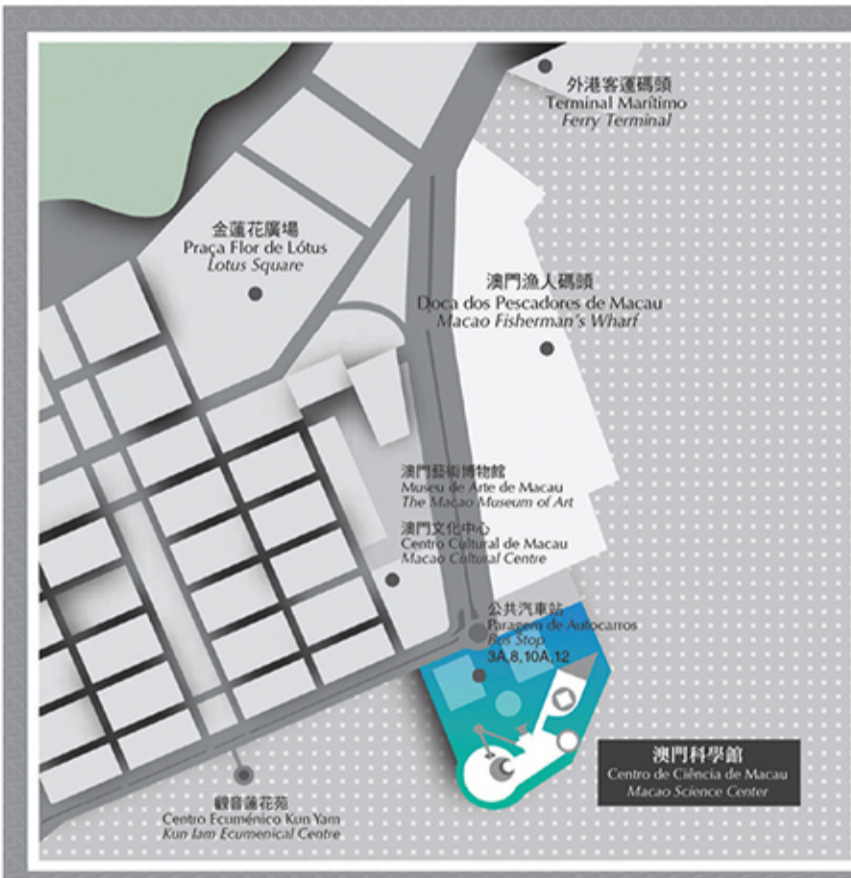 外港客運碼頭
Terminal Marítimo
Ferry Terminal
金蓮花廣場
Praça Flor de Lótus
Lotus Square
澳門漁人碼頭
Doca dos Pescadores de Macau
Macao Fisherman's Wharf
澳門藝術博物館
Museu de Arte de Macau
The Macao Museum of Art
澳門文化中心
Centro Cultural de Macau
Macao Cultural Centre
公共汽車站
Paragem de Autocarros
Bus Stop
3A,8,10A,12
澳門科學館
Centro de Ciência de Macau
Macao Science Center
觀音蓮花苑
Centro Ecuménico Kun Yam
Kun Iam Ecumenical Centre